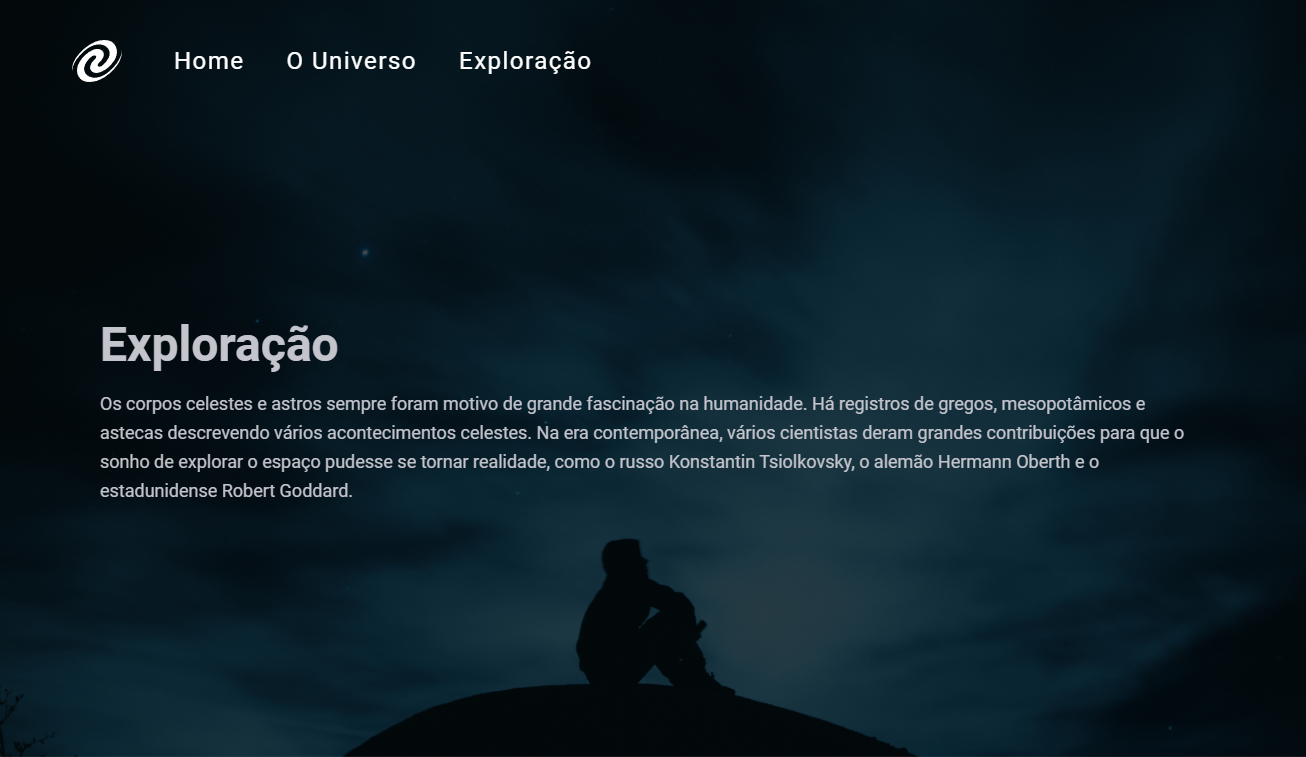 Home O Universo Exploração
Exploração
Os corpos celestes e astros sempre foram motivo de grande fascinação na humanidade. Há registros de gregos, mesopotâmicos e
astecas descrevendo vários acontecimentos celestes. Na era contemporânea, vários cientistas deram grandes contribuições para que o
sonho de explorar o espaço pudesse se tornar realidade, como o russo Konstantin Tsiolkovsky, o alemão Hermann Oberth e o
estadunidense Robert Goddard.